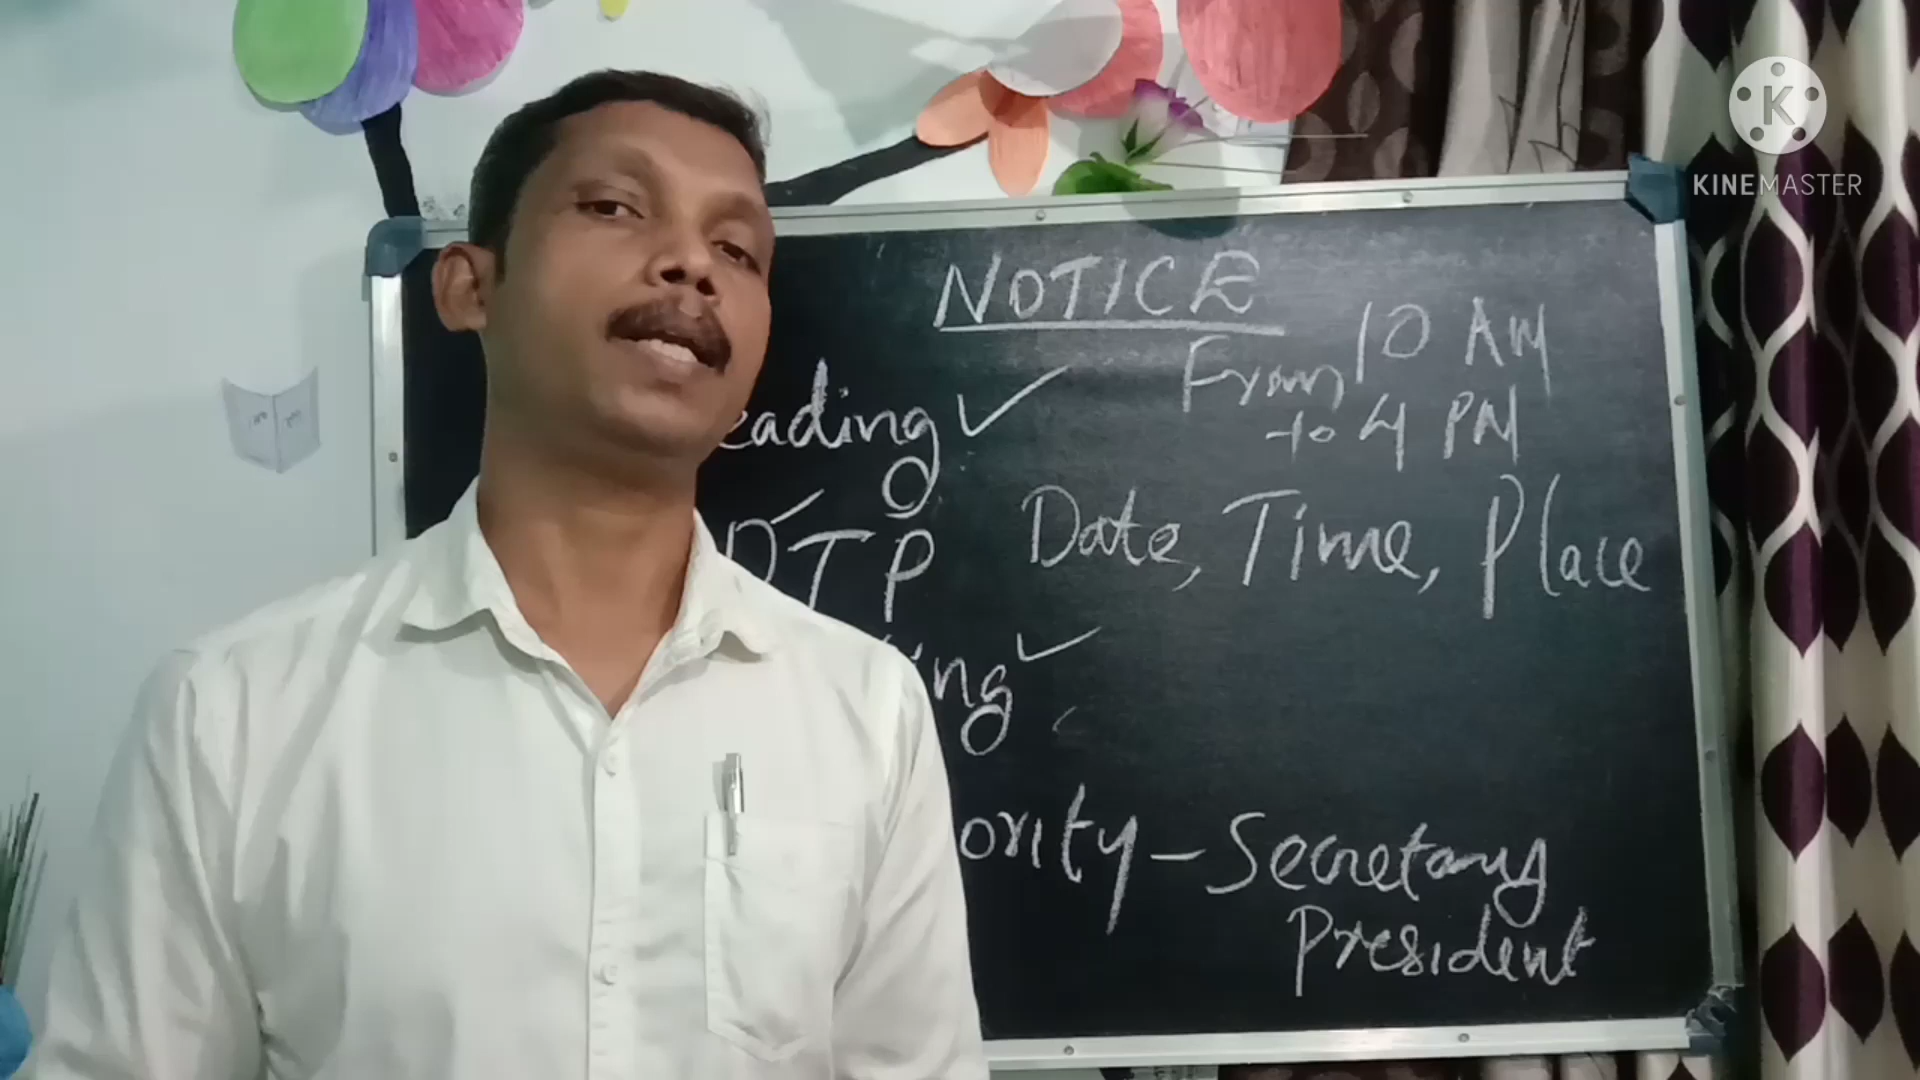 KINEMASTER
NOTICE
From 10 AM
to 4 PM
eading
DTP
Date, Time, Place
ing
ority - Secretary
President